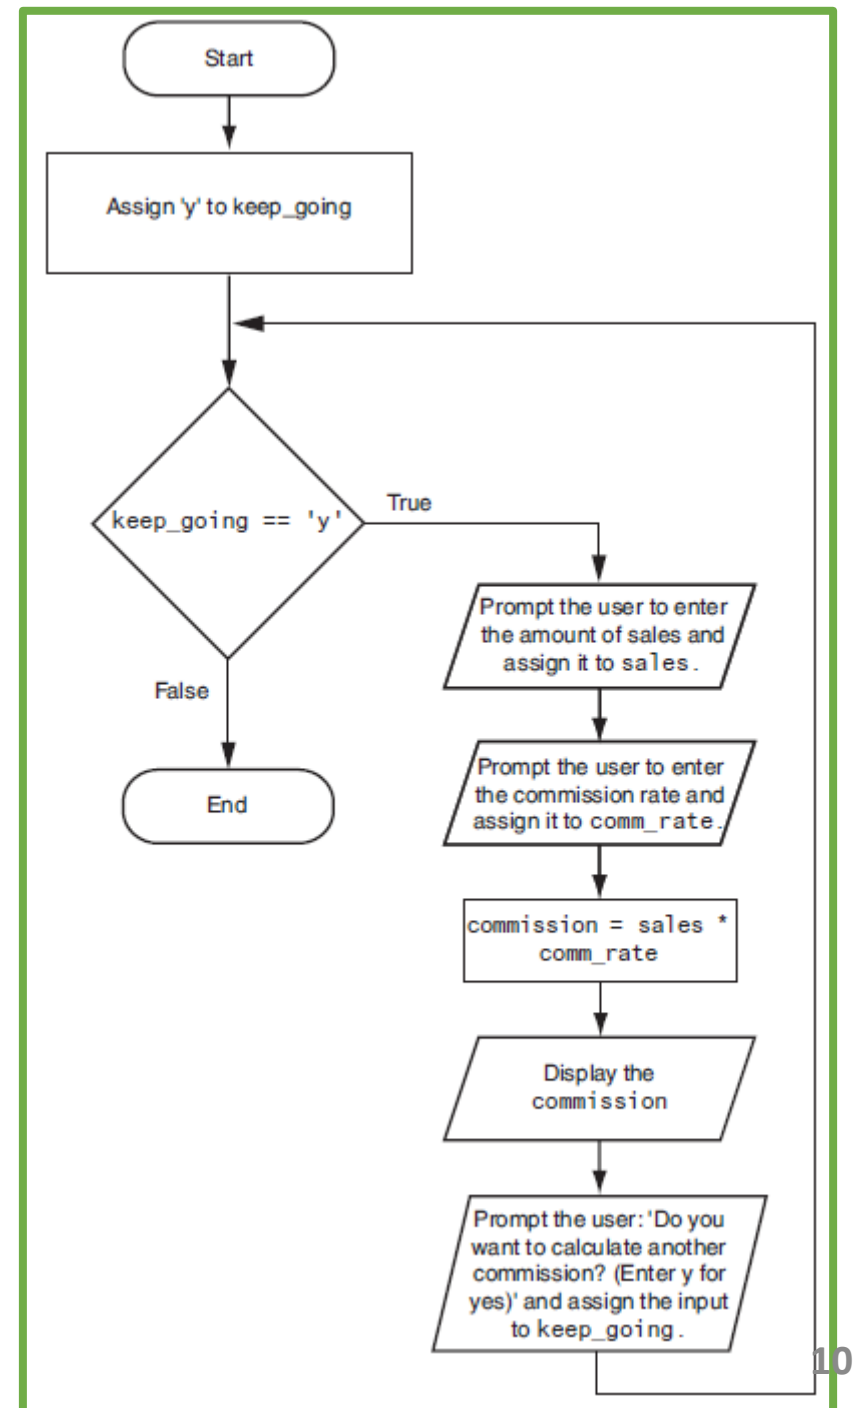 Start
Assign 'y' to keep_going
keep_going == 'y'
True
Prompt the user to enter
the amount of sales and
assign it to sales.
False
Prompt the user to enter
the commission rate and
assign it to comm_rate.
End
commission = sales *
comm_rate
Display the
commission
Prompt the user: 'Do you
want to calculate another
commission? (Enter y for
yes)' and assign the input
to keep_going.
10